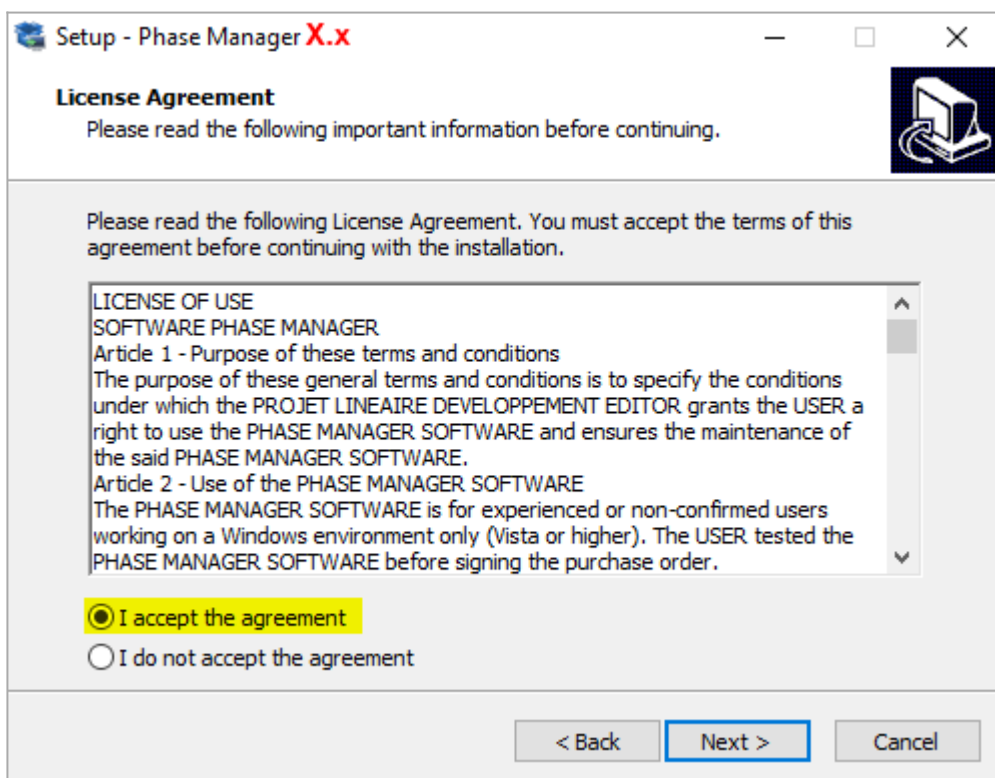 Setup - Phase Manager X.x
License Agreement
Please read the following important information before continuing.
Please read the following License Agreement. You must accept the terms of this
agreement before continuing with the installation.
LICENSE OF USE
SOFTWARE PHASE MANAGER
Article 1 - Purpose of these terms and conditions
The purpose of these general terms and conditions is to specify the conditions
under which the PROJET LINEAIRE DEVELOPPEMENT EDITOR grants the USER a
right to use the PHASE MANAGER SOFTWARE and ensures the maintenance of
the said PHASE MANAGER SOFTWARE.
Article 2 - Use of the PHASE MANAGER SOFTWARE
The PHASE MANAGER SOFTWARE is for experienced or non-confirmed users
working on a Windows environment only (Vista or higher). The USER tested the
PHASE MANAGER SOFTWARE before signing the purchase order.
I accept the agreement
I do not accept the agreement
< Back Next > Cancel